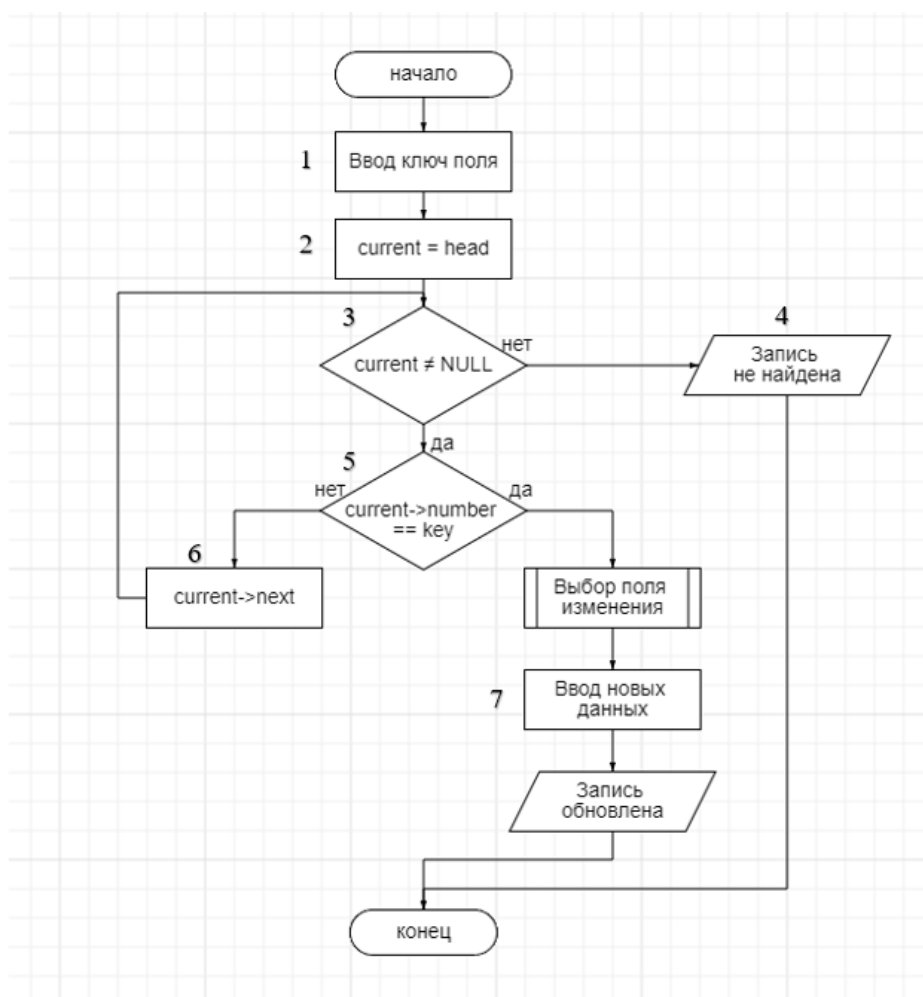 начало
1
Ввод ключ поля
2
current = head
3
current ≠ NULL
нет
4
Запись
не найдена
да
5
нет
current->number
== key
да
6
current->next
Выбор поля
изменения
7
Ввод новых
данных
Запись
обновлена
конец